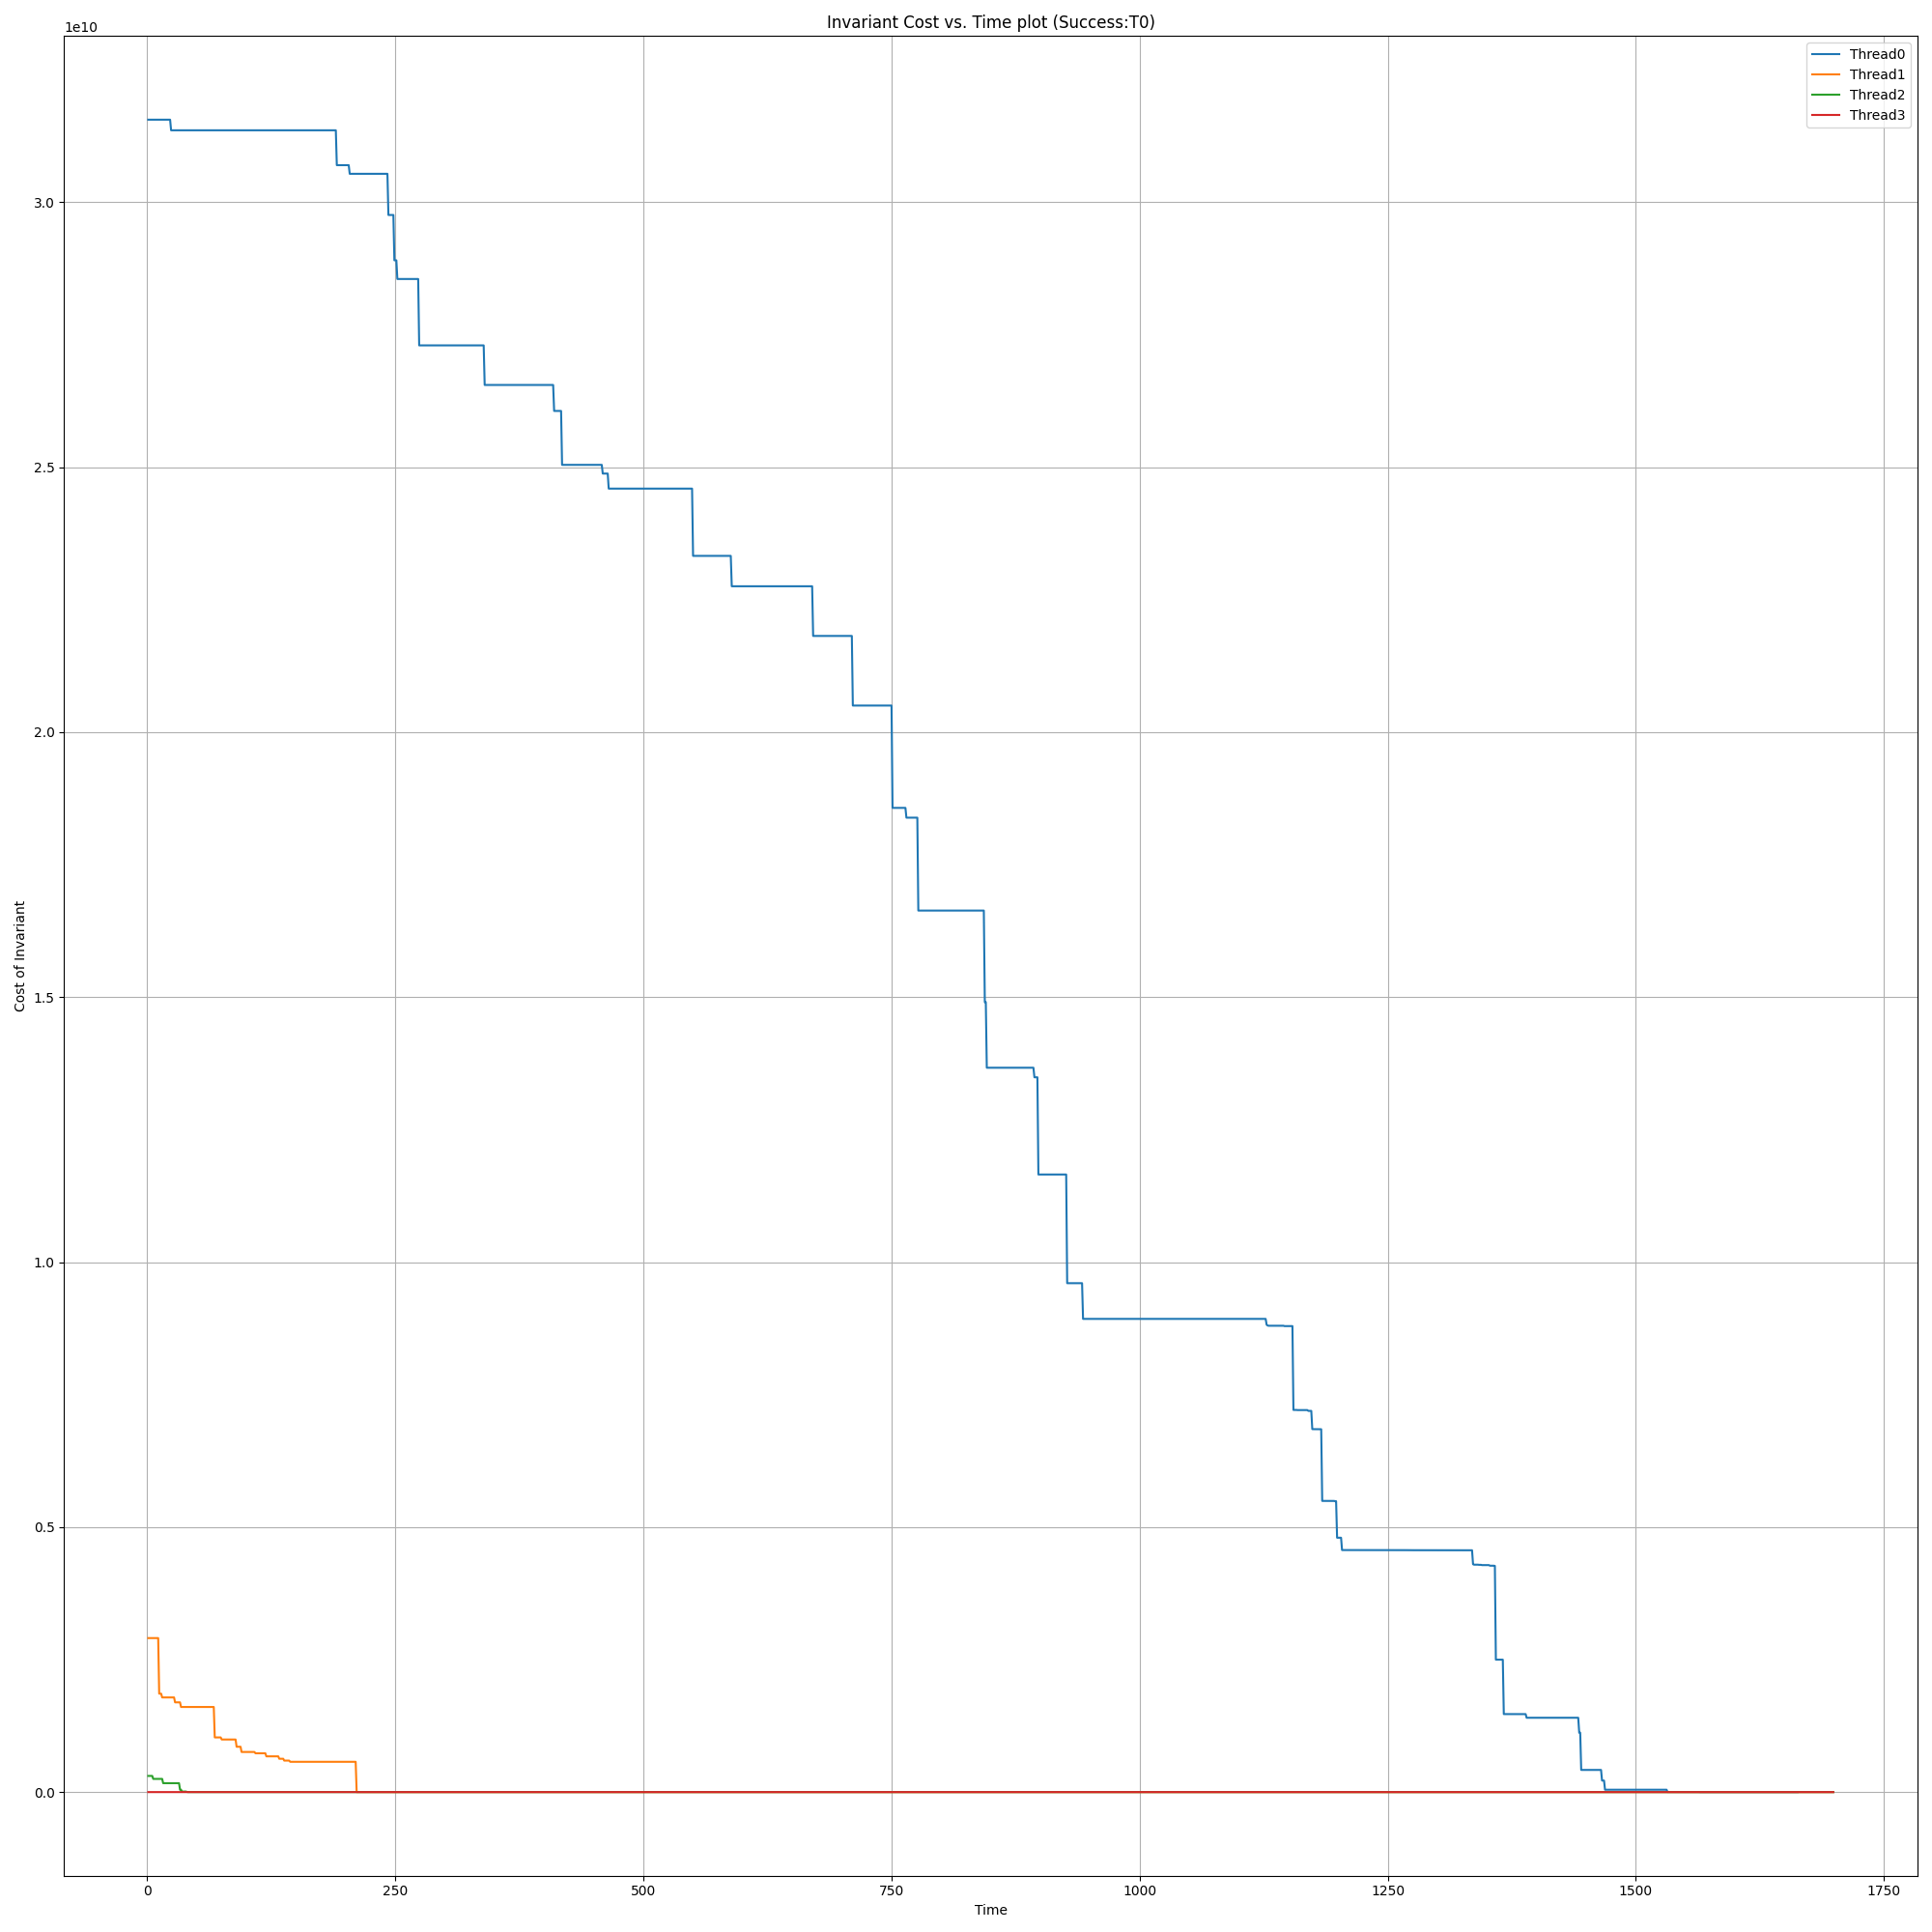 Invariant Cost vs. Time plot (Success:T0)
1e10
Thread0
Thread1
Thread2
Thread3
3.0
2.5
2.0
1.5
1.0
0.5
0.0
Cost of Invariant
0 250 500 750 1000 1250 1500 1750
Time